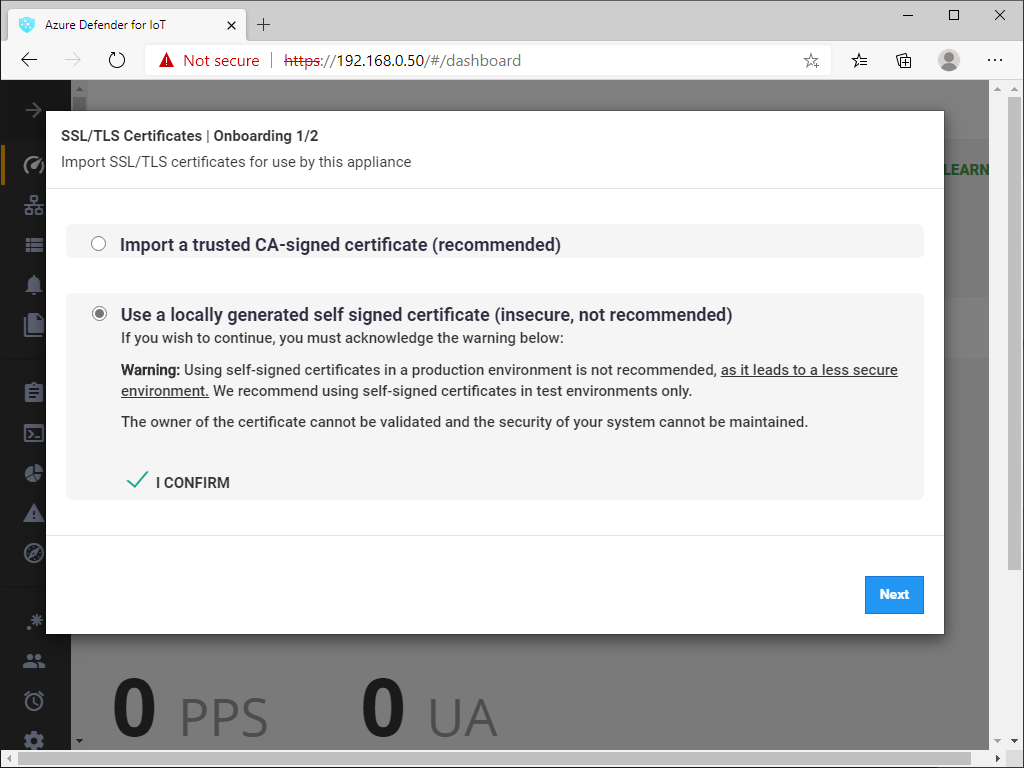 Azure Defender for IoT
Not secure https://192.168.0.50/#/dashboard
SSL/TLS Certificates | Onboarding 1/2
Import SSL/TLS certificates for use by this appliance
LEARN
Import a trusted CA-signed certificate (recommended)
Use a locally generated self signed certificate (insecure, not recommended)
If you wish to continue, you must acknowledge the warning below:
Warning: Using self-signed certificates in a production environment is not recommended, as it leads to a less secure
environment. We recommend using self-signed certificates in test environments only.
The owner of the certificate cannot be validated and the security of your system cannot be maintained.
I CONFIRM
Next
0 PPS 0 UA